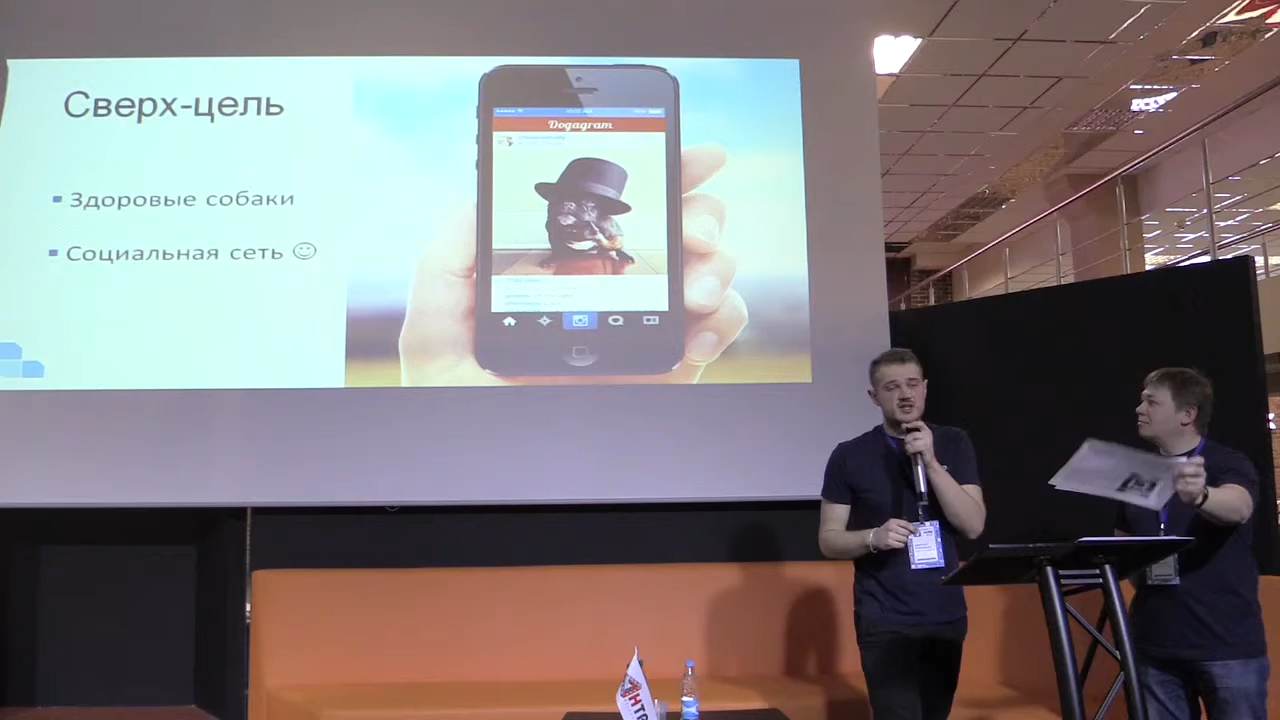 Сверх-цель
Здоровые собаки
Социальная сеть ☺
Dogagram